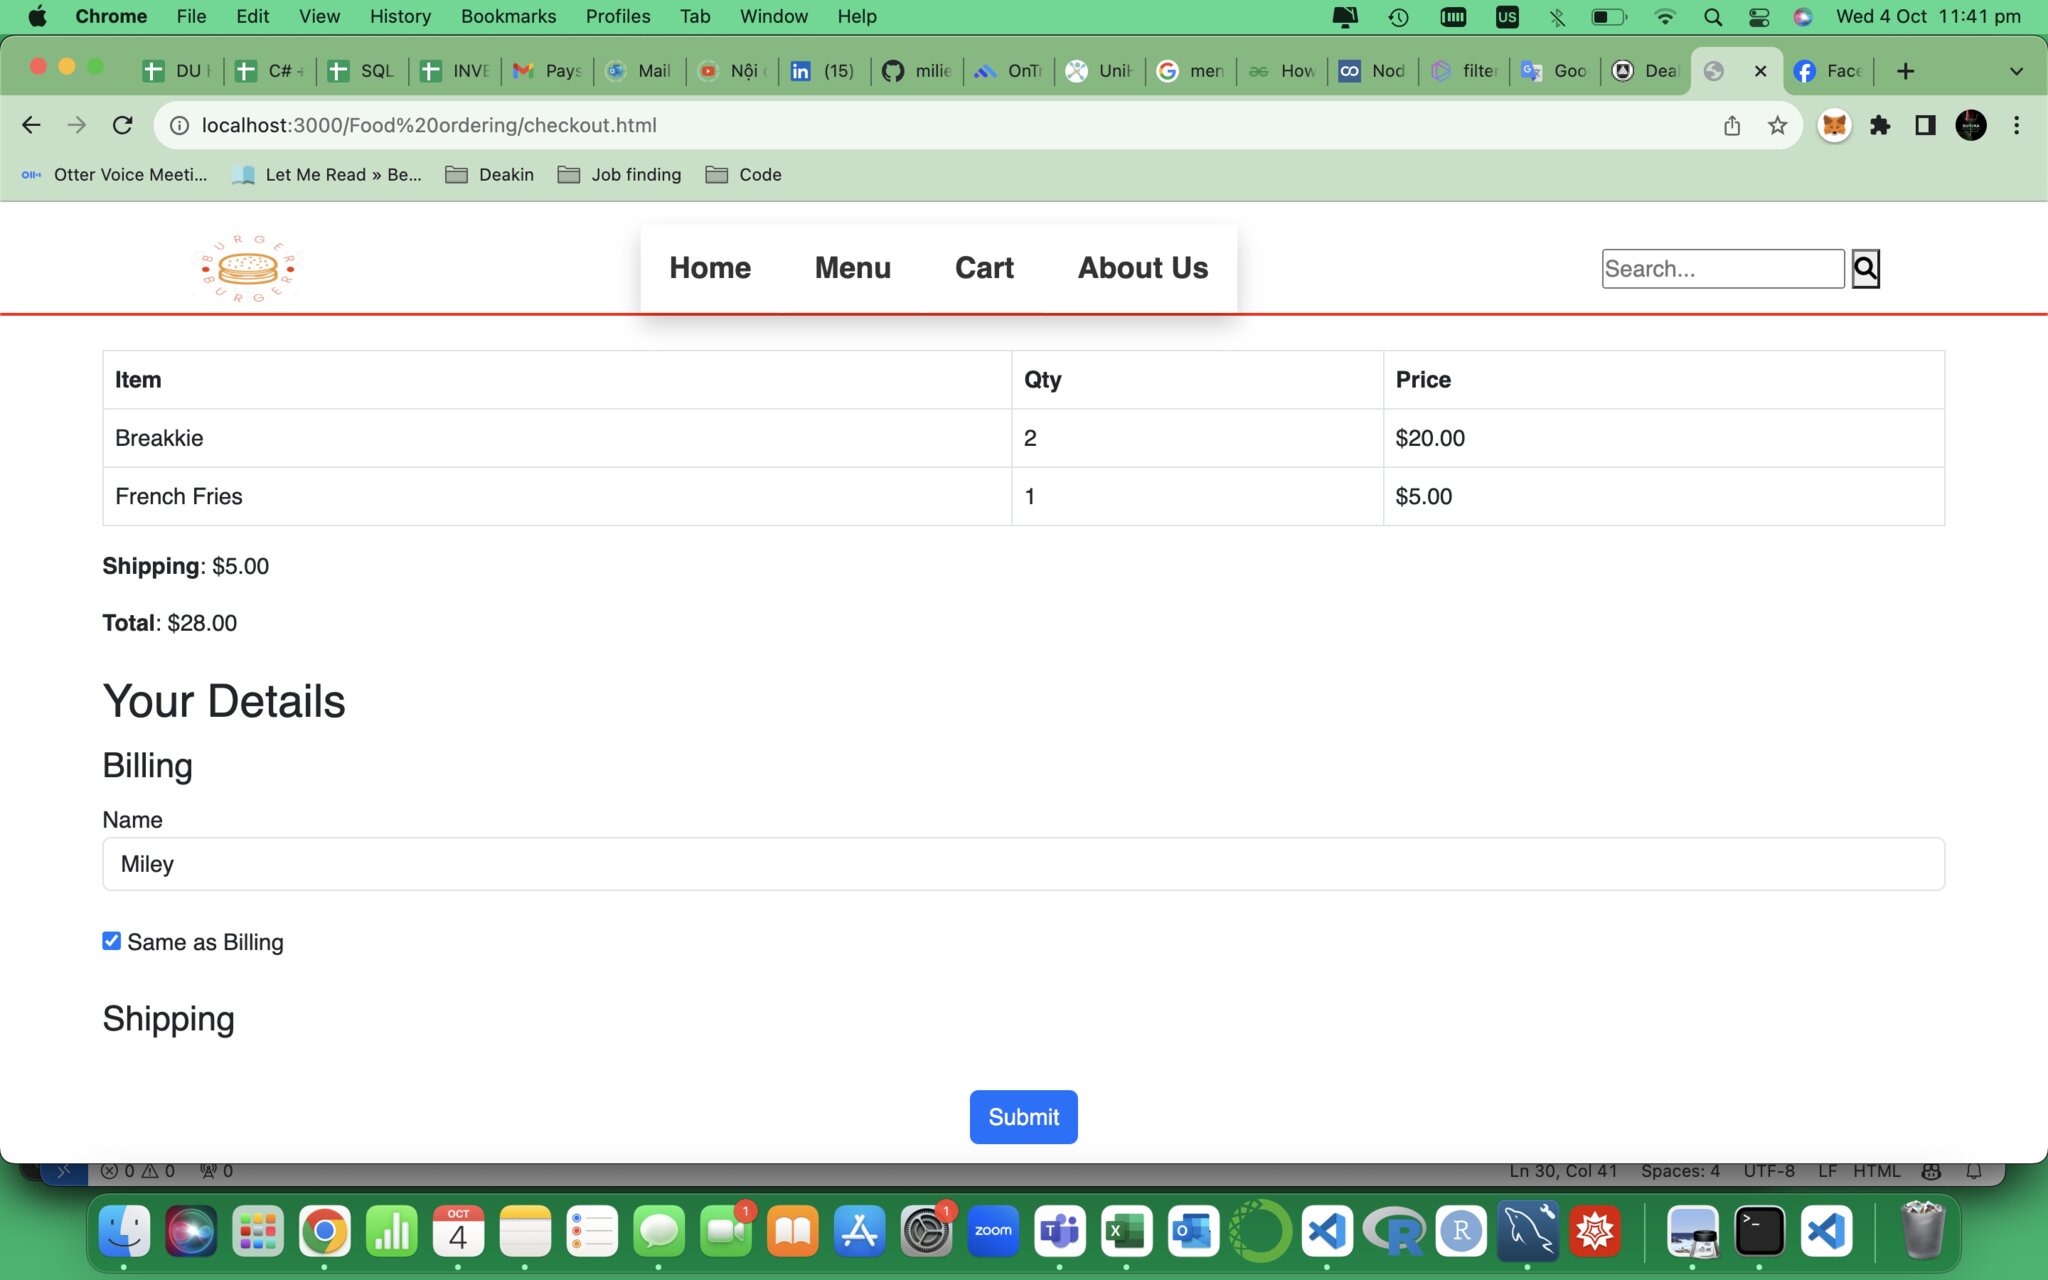 Chrome File Edit View History Bookmarks Profiles Tab Window Help US Wed 4 Oct 11:41 pm
DU C# + SQL INVE Pays Mail Nội (15) milie OnTr Uni men How Nod filter Goo Deal Face
localhost:3000/Food%20ordering/checkout.html
Otter Voice Meeti... Let Me Read » Be... Deakin Job finding Code
BURGER BURGER
Home Menu Cart About Us Search...
Item Qty Price
Breakkie 2 $20.00
French Fries 1 $5.00
Shipping: $5.00
Total: $28.00
Your Details
Billing
Name
Miley
Same as Billing
Shipping
Submit
0 0 0 Ln 30, Col 41 Spaces: 4 UTF-8 LF HTML
OCT
4
1
1
zoom
T
X
O
R
R
>_